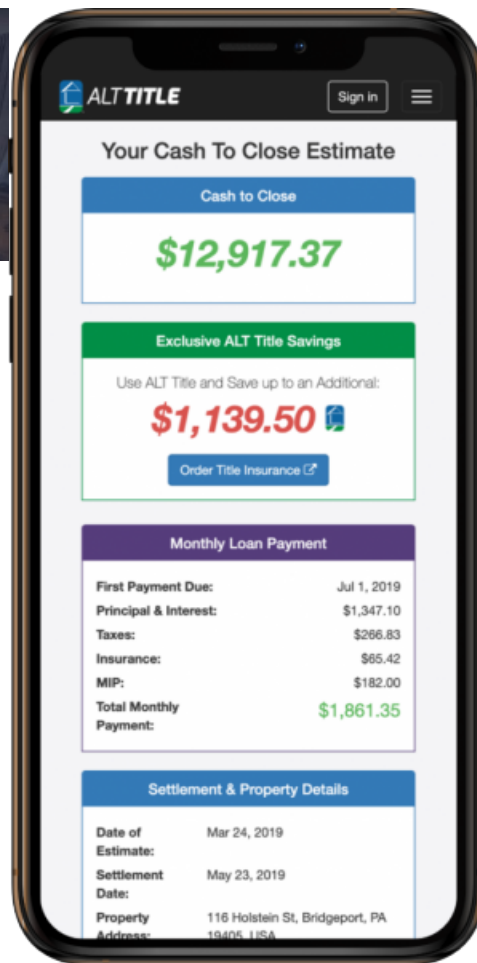 ALTTITLE
Sign in
Your Cash To Close Estimate
Cash to Close
$12,917.37
Exclusive ALT Title Savings
Use ALT Title and Save up to an Additional:
$1,139.50
Order Title Insurance
Monthly Loan Payment
First Payment Due: Jul 1, 2019
Principal & Interest: $1,347.10
Taxes: $266.83
Insurance: $65.42
MIP: $182.00
Total Monthly $1,861.35
Payment:
Settlement & Property Details
Date of Mar 24, 2019
Estimate:
Settlement May 23, 2019
Date:
Property 116 Holstein St, Bridgeport, PA
Address: 19405, USA